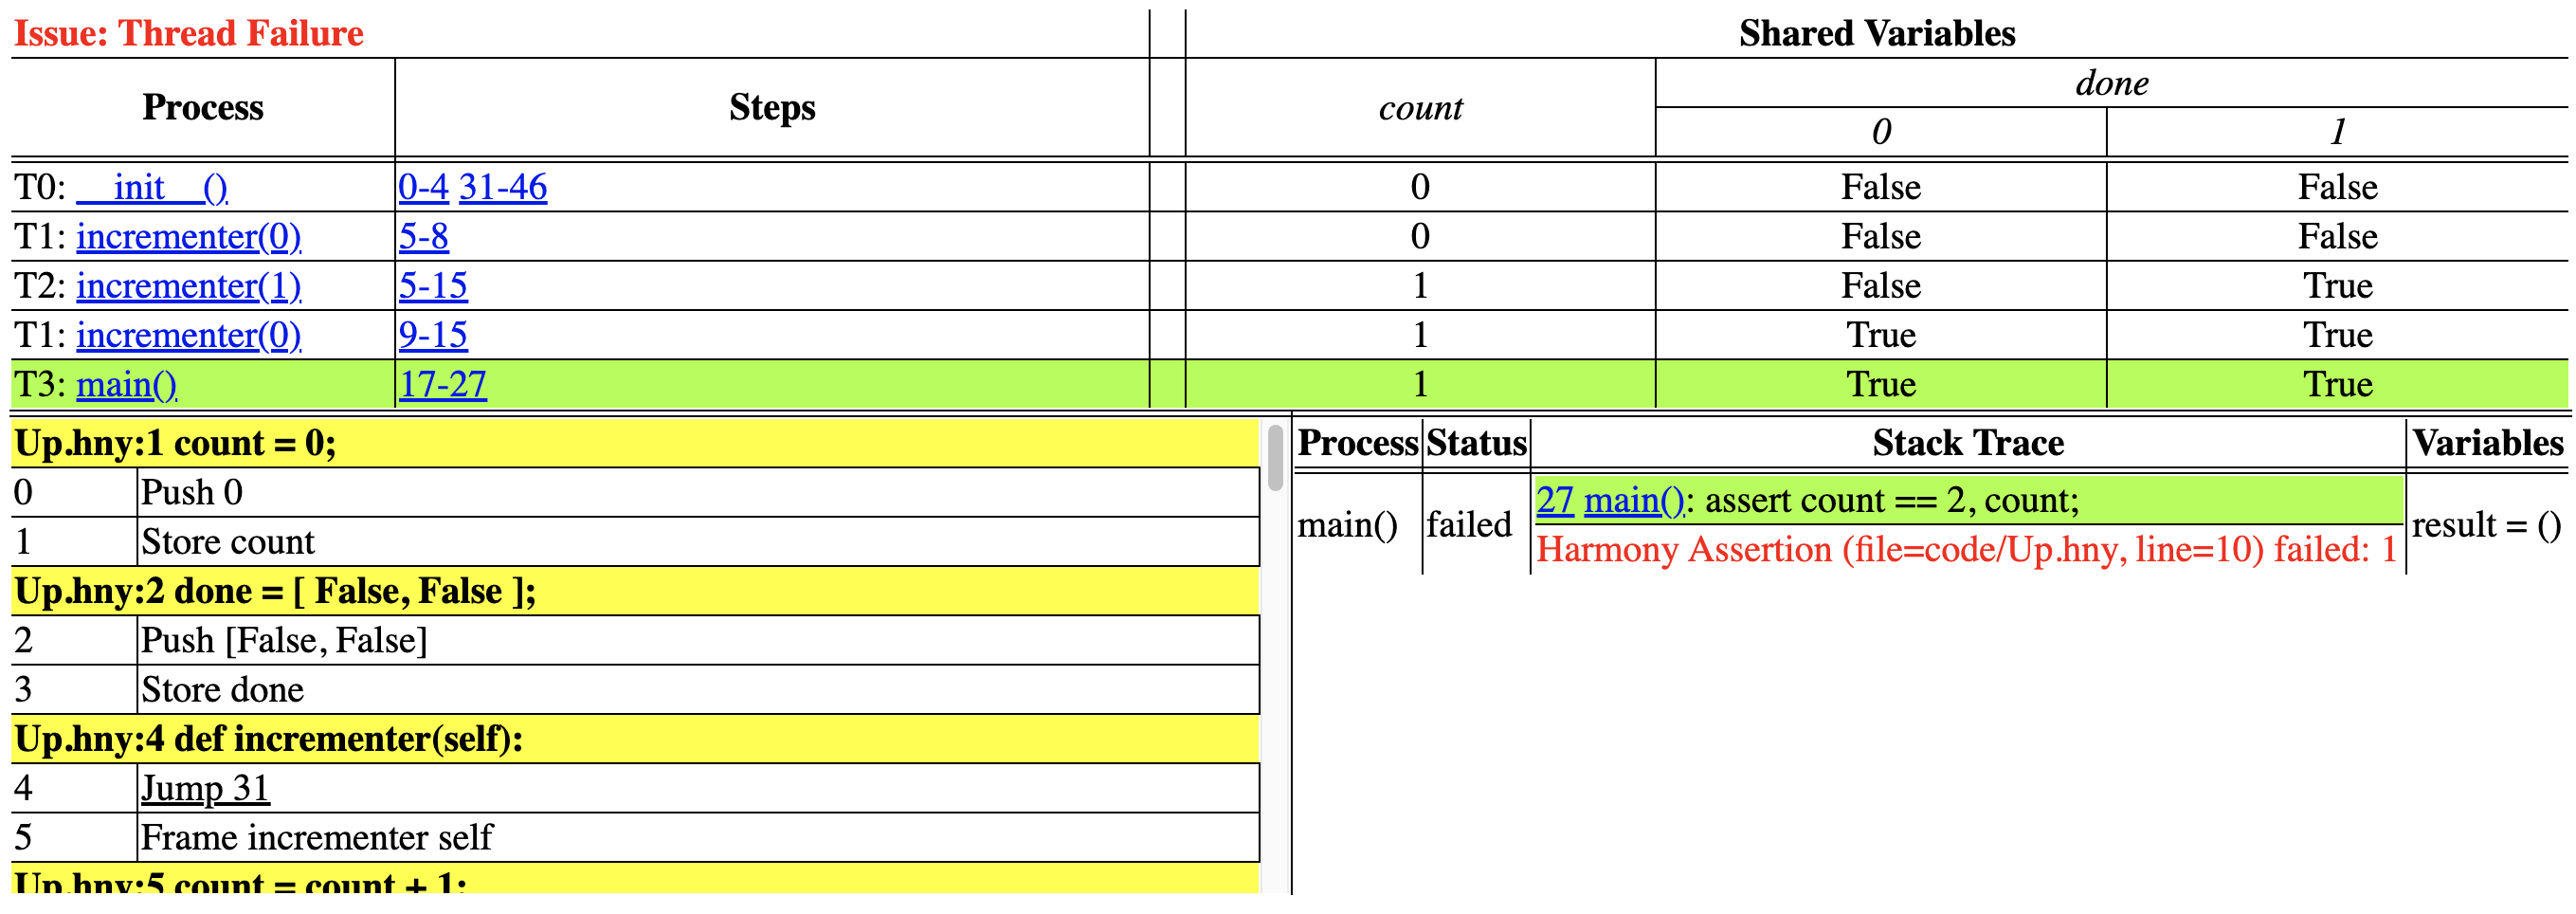 Issue: Thread Failure
Shared Variables
Process
Steps
count
done
0
1
T0: __init__() 0-4 31-46 0 False False
T1: incrementer(0) 5-8 0 False False
T2: incrementer(1) 5-15 1 False True
T1: incrementer(0) 9-15 1 True True
T3: main() 17-27 1 True True
Up.hny:1 count = 0;
0 Push 0
1 Store count
Up.hny:2 done = [ False, False ];
2 Push [False, False]
3 Store done
Up.hny:4 def incrementer(self):
4 Jump 31
5 Frame incrementer self
Up.hny:5 count = count + 1;
Process Status Stack Trace Variables
27 main(): assert count == 2, count;
main() failed result = ()
Harmony Assertion (file=code/Up.hny, line=10) failed: 1